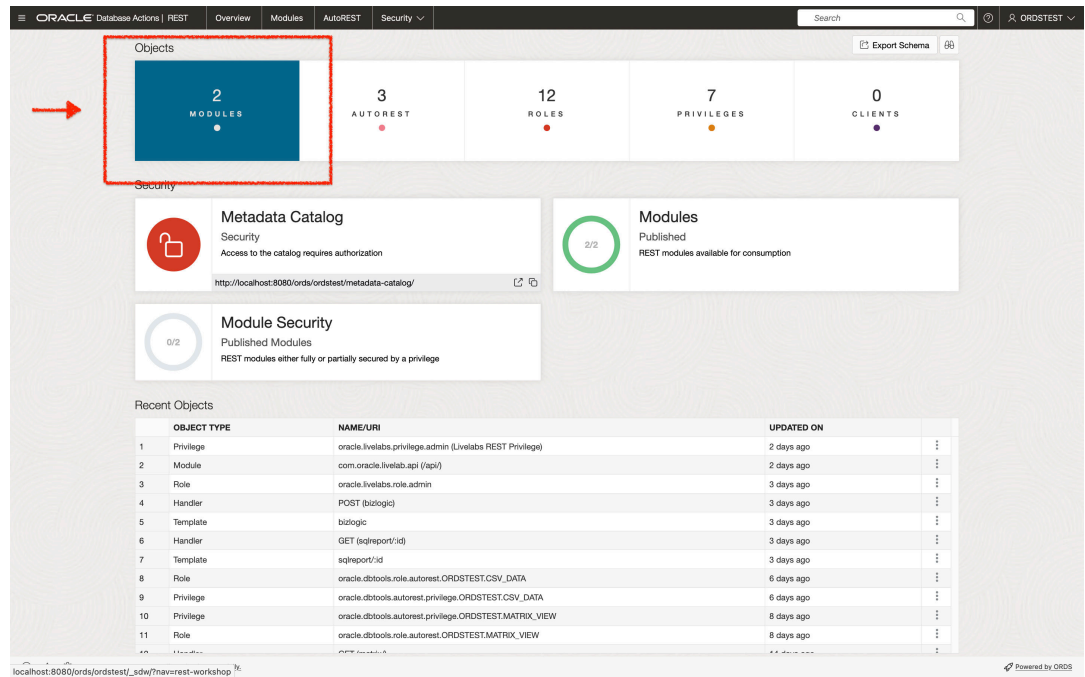 ORACLE Database Actions | REST Overview Modules AutoREST Security Search ORDSTEST
Objects
Export Schema
2 3 12 7 0
MODULES AUTOREST ROLES PRIVILEGES CLIENTS
Security
Metadata Catalog
Security
Access to the catalog requires authorization
http://localhost:8080/ords/ordstest/metadata-catalog/
2/2
Modules
Published
REST modules available for consumption
0/2
Module Security
Published Modules
REST modules either fully or partially secured by a privilege
Recent Objects
OBJECT TYPE NAME/URI UPDATED ON
1 Privilege oracle.livelabs.privilege.admin (Livelabs REST Privilege) 2 days ago
2 Module com.oracle.livelab.api (/api/) 2 days ago
3 Role oracle.livelabs.role.admin 3 days ago
4 Handler POST (bizlogic) 3 days ago
5 Template bizlogic 3 days ago
6 Handler GET (sqlreport/:id) 3 days ago
7 Template sqlreport/:id 3 days ago
8 Role oracle.dbtools.role.autorest.ORDSTEST.CSV_DATA 6 days ago
9 Privilege oracle.dbtools.autorest.privilege.ORDSTEST.CSV_DATA 6 days ago
10 Privilege oracle.dbtools.autorest.privilege.ORDSTEST.MATRIX_VIEW 8 days ago
11 Role oracle.dbtools.role.autorest.ORDSTEST.MATRIX_VIEW 8 days ago
localhost:8080/ords/ordstest/_sdw/?nav=rest-workshop
Powered by ORDS